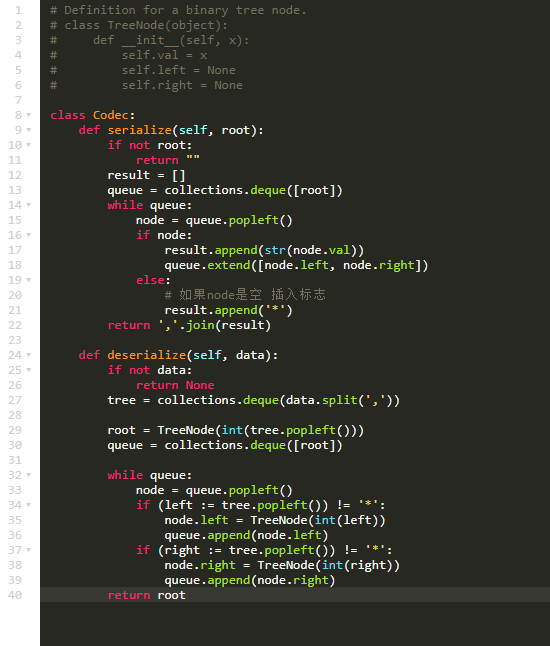 1 # Definition for a binary tree node.
2 # class TreeNode(object):
3 #     def __init__(self, x):
4 #         self.val = x
5 #         self.left = None
6 #         self.right = None
7
8 class Codec:
9     def serialize(self, root):
10         if not root:
11             return ""
12         result = []
13         queue = collections.deque([root])
14         while queue:
15             node = queue.popleft()
16             if node:
17                 result.append(str(node.val))
18                 queue.extend([node.left, node.right])
19             else:
20                 # 如果node是空 插入标志
21                 result.append('*')
22         return ','.join(result)
23
24     def deserialize(self, data):
25         if not data:
26             return None
27         tree = collections.deque(data.split(','))
28
29         root = TreeNode(int(tree.popleft()))
30         queue = collections.deque([root])
31
32         while queue:
33             node = queue.popleft()
34             if (left := tree.popleft()) != '*':
35                 node.left = TreeNode(int(left))
36                 queue.append(node.left)
37             if (right := tree.popleft()) != '*':
38                 node.right = TreeNode(int(right))
39                 queue.append(node.right)
40         return root